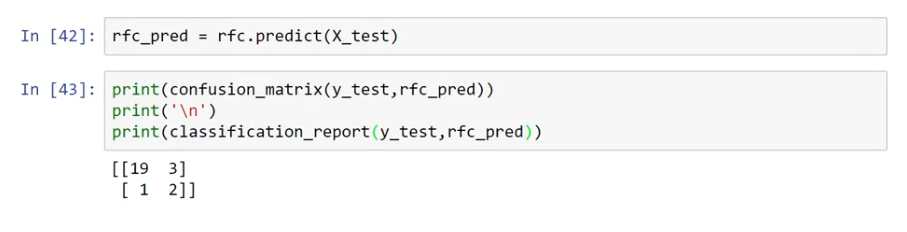 In [42]: rfc_pred = rfc.predict(X_test)
In [43]: print(confusion_matrix(y_test,rfc_pred))
print('\n')
print(classification_report(y_test,rfc_pred))
[[19  3]
 [ 1  2]]